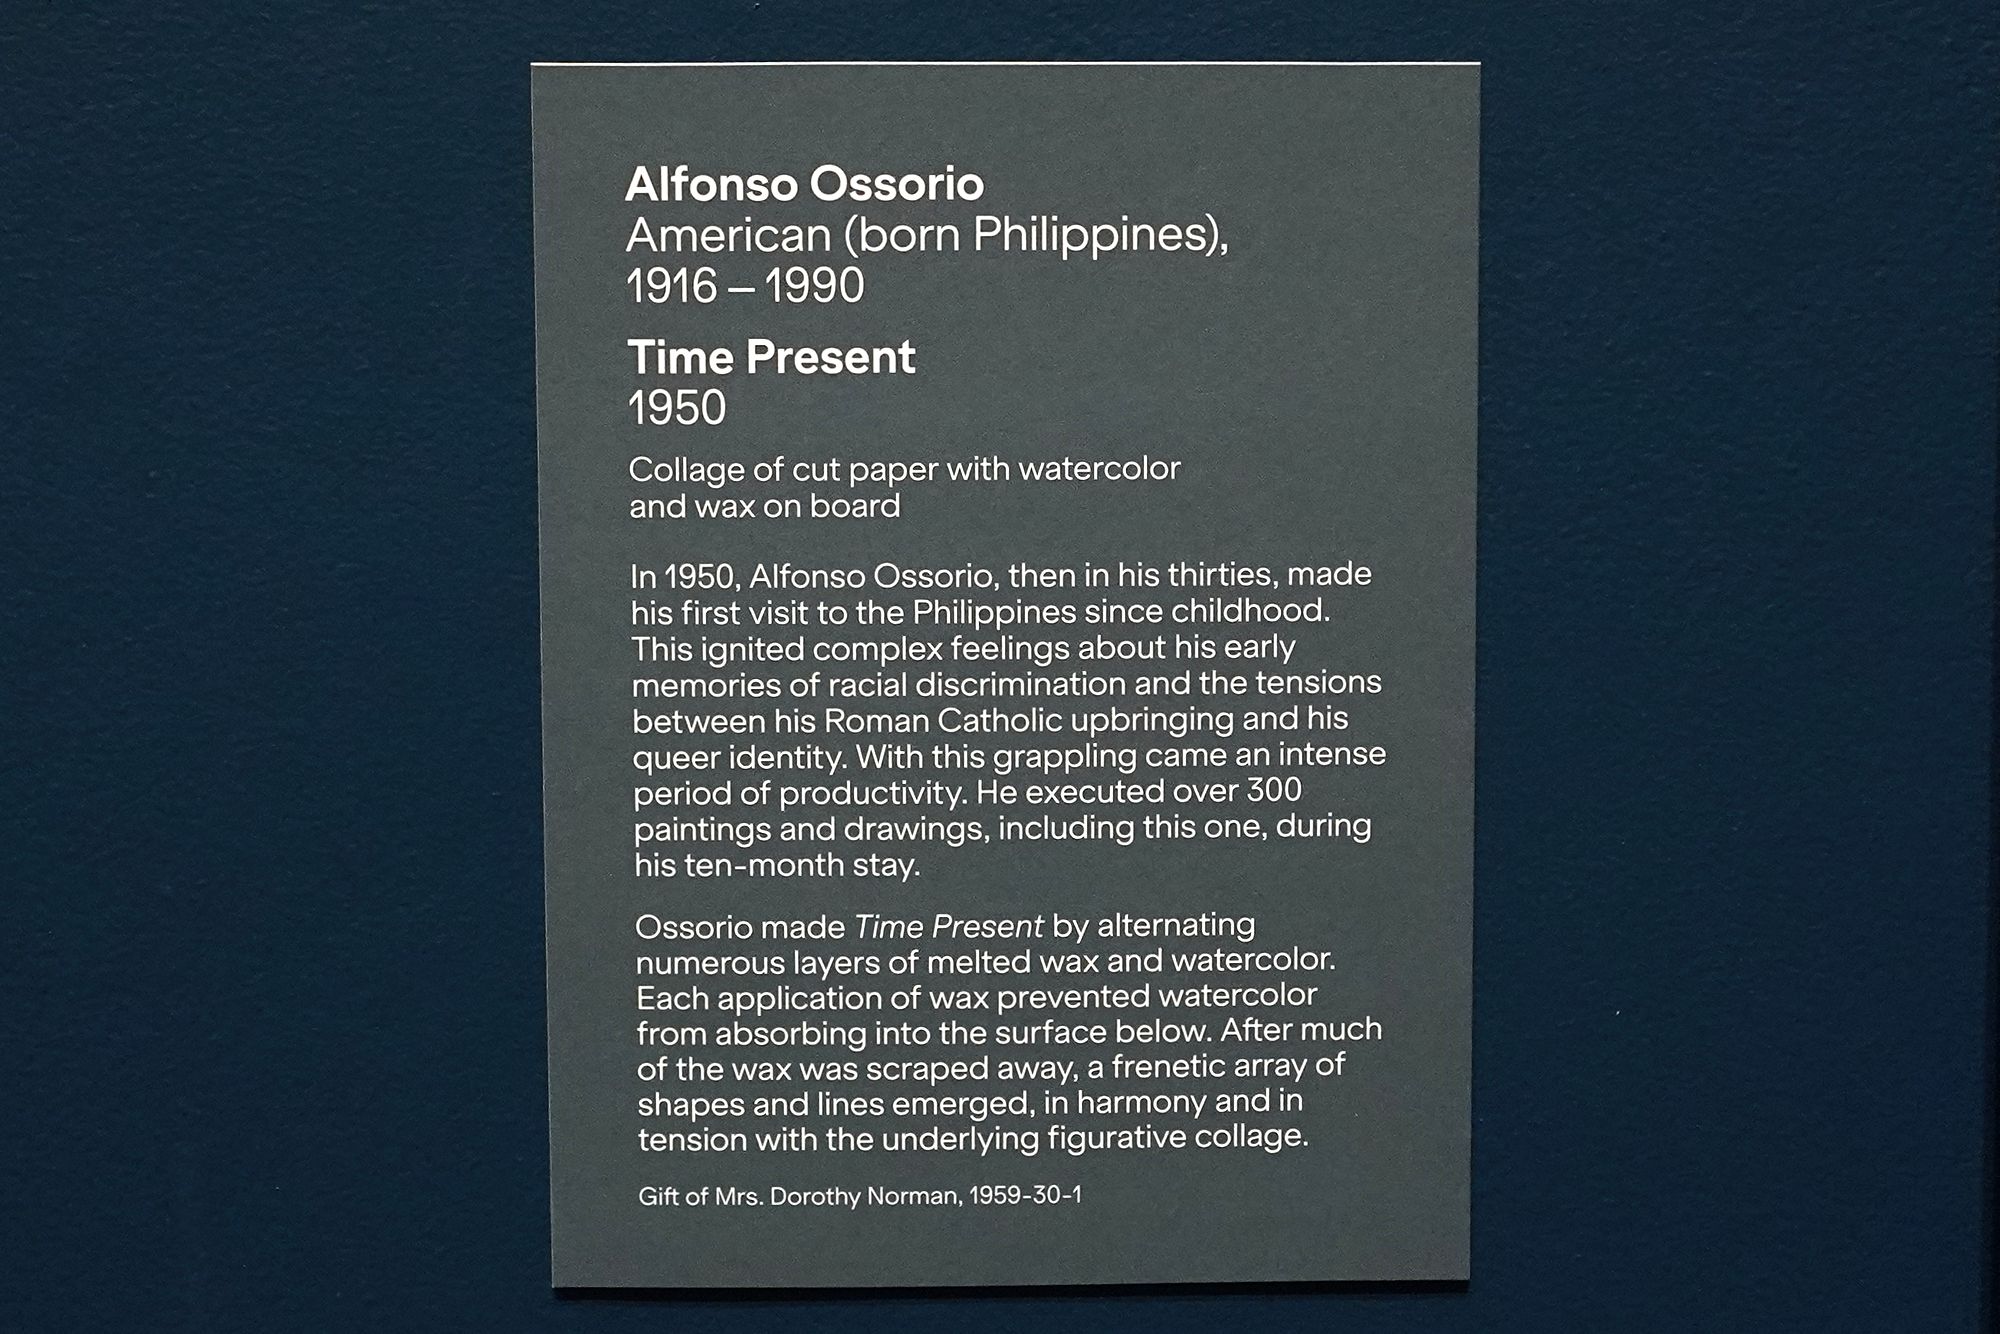 Alfonso Ossorio
American (born Philippines),
1916 – 1990
Time Present
1950
Collage of cut paper with watercolor
and wax on board
In 1950, Alfonso Ossorio, then in his thirties, made
his first visit to the Philippines since childhood.
This ignited complex feelings about his early
memories of racial discrimination and the tensions
between his Roman Catholic upbringing and his
queer identity. With this grappling came an intense
period of productivity. He executed over 300
paintings and drawings, including this one, during
his ten-month stay.
Ossorio made Time Present by alternating
numerous layers of melted wax and watercolor.
Each application of wax prevented watercolor
from absorbing into the surface below. After much
of the wax was scraped away, a frenetic array of
shapes and lines emerged, in harmony and in
tension with the underlying figurative collage.
Gift of Mrs. Dorothy Norman, 1959-30-1